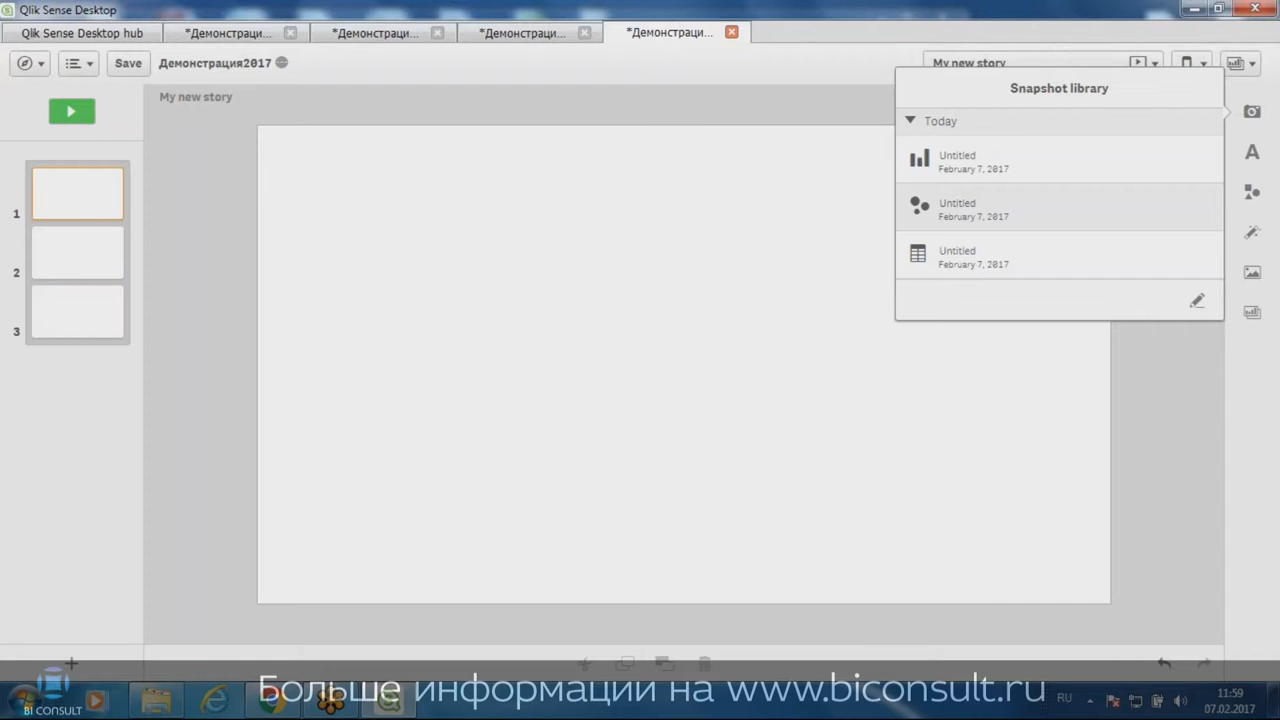 Qlik Sense Desktop
Qlik Sense Desktop hub
*Демонстраци...
*Демонстраци...
*Демонстраци...
*Демонстраци...
Save
Демонстрация2017
My new story
My new story
Snapshot library
Today
Untitled
February 7, 2017
Untitled
February 7, 2017
Untitled
February 7, 2017
1
2
3
Больше информации на www.biconsult.ru
BI CONSULT
RU
11:59
07.02.2017